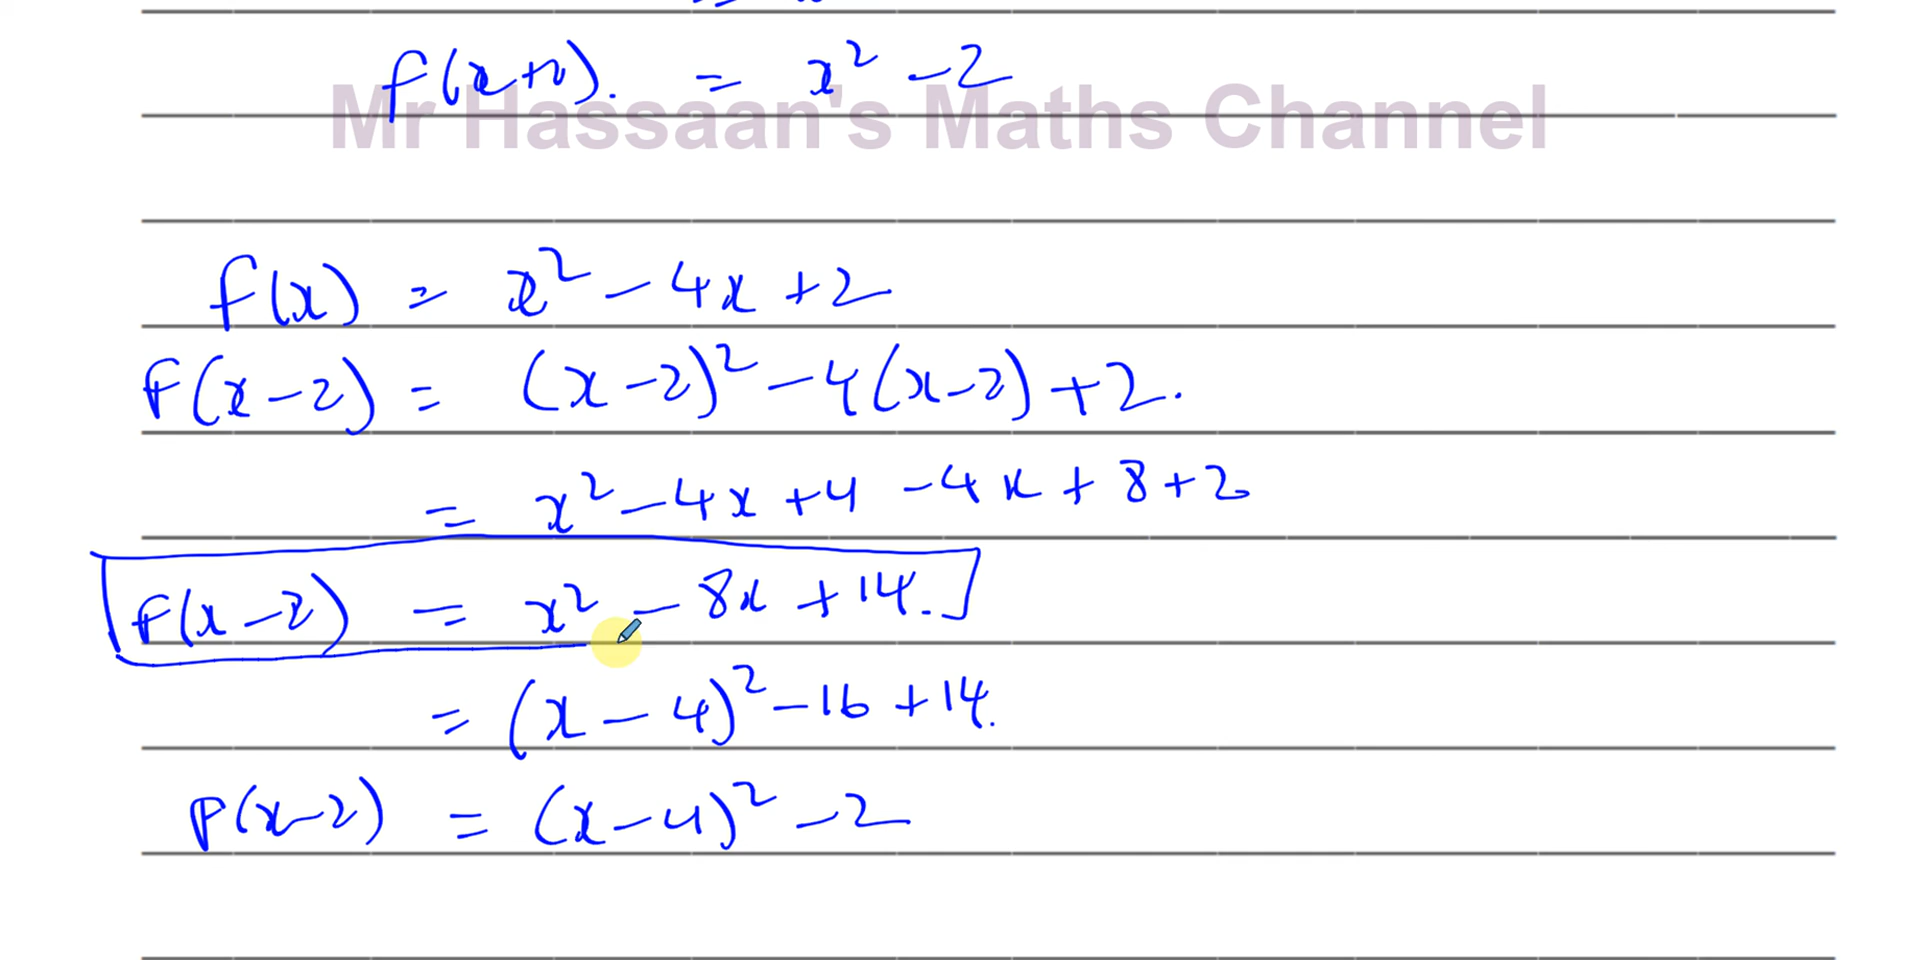 f(x+2). = x² - 2
Mr Hassaan's Maths Channel
f(x) = x² - 4x + 2
f(x-2) = (x-2)² - 4(x-2) + 2.
= x² - 4x + 4 - 4x + 8 + 2
f(x-2) = x² - 8x + 14.
= (x-4)² - 16 + 14.
f(x-2) = (x-4)² - 2